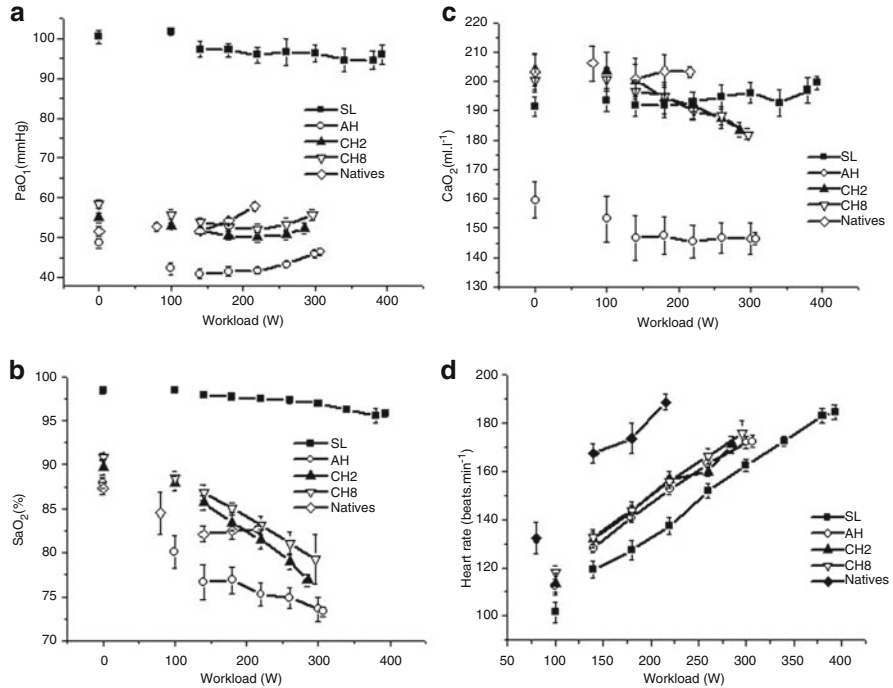 a
100
90
80
70
60
50
40
PaO₁(mmHg)
SL
AH
CH2
CH8
Natives
0
100
200
300
400
Workload (W)
b
100
95
90
85
80
75
70
SaO₂(%)
SL
AH
CH2
CH8
Natives
0
100
200
300
400
Workload (W)
c
220
210
200
190
180
170
160
150
140
130
CaO₂(ml.l⁻¹)
SL
AH
CH2
CH8
Natives
0
100
200
300
400
Workload (W)
d
200
180
160
140
120
100
Heart rate (beats.min⁻¹)
SL
AH
CH2
CH8
Natives
50
75
100
150
200
250
300
350
400
Workload (W)